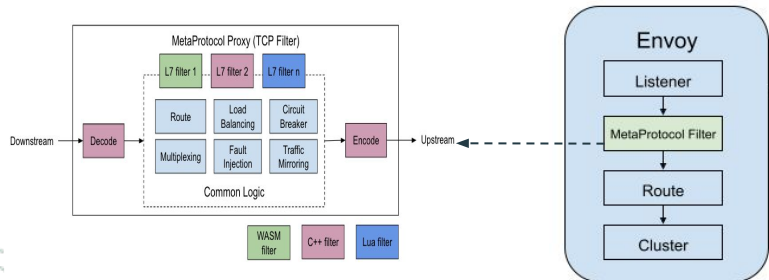 MetaProtocol Proxy (TCP Filter)
L7 filter 1
L7 filter 2
L7 filter n
Route
Load
Balancing
Circuit
Breaker
Downstream
Decode
Encode
Upstream
Multiplexing
Fault
Injection
Traffic
Mirroring
Common Logic
WASM
filter
C++ filter
Lua filter
Envoy
Listener
MetaProtocol Filter
Route
Cluster